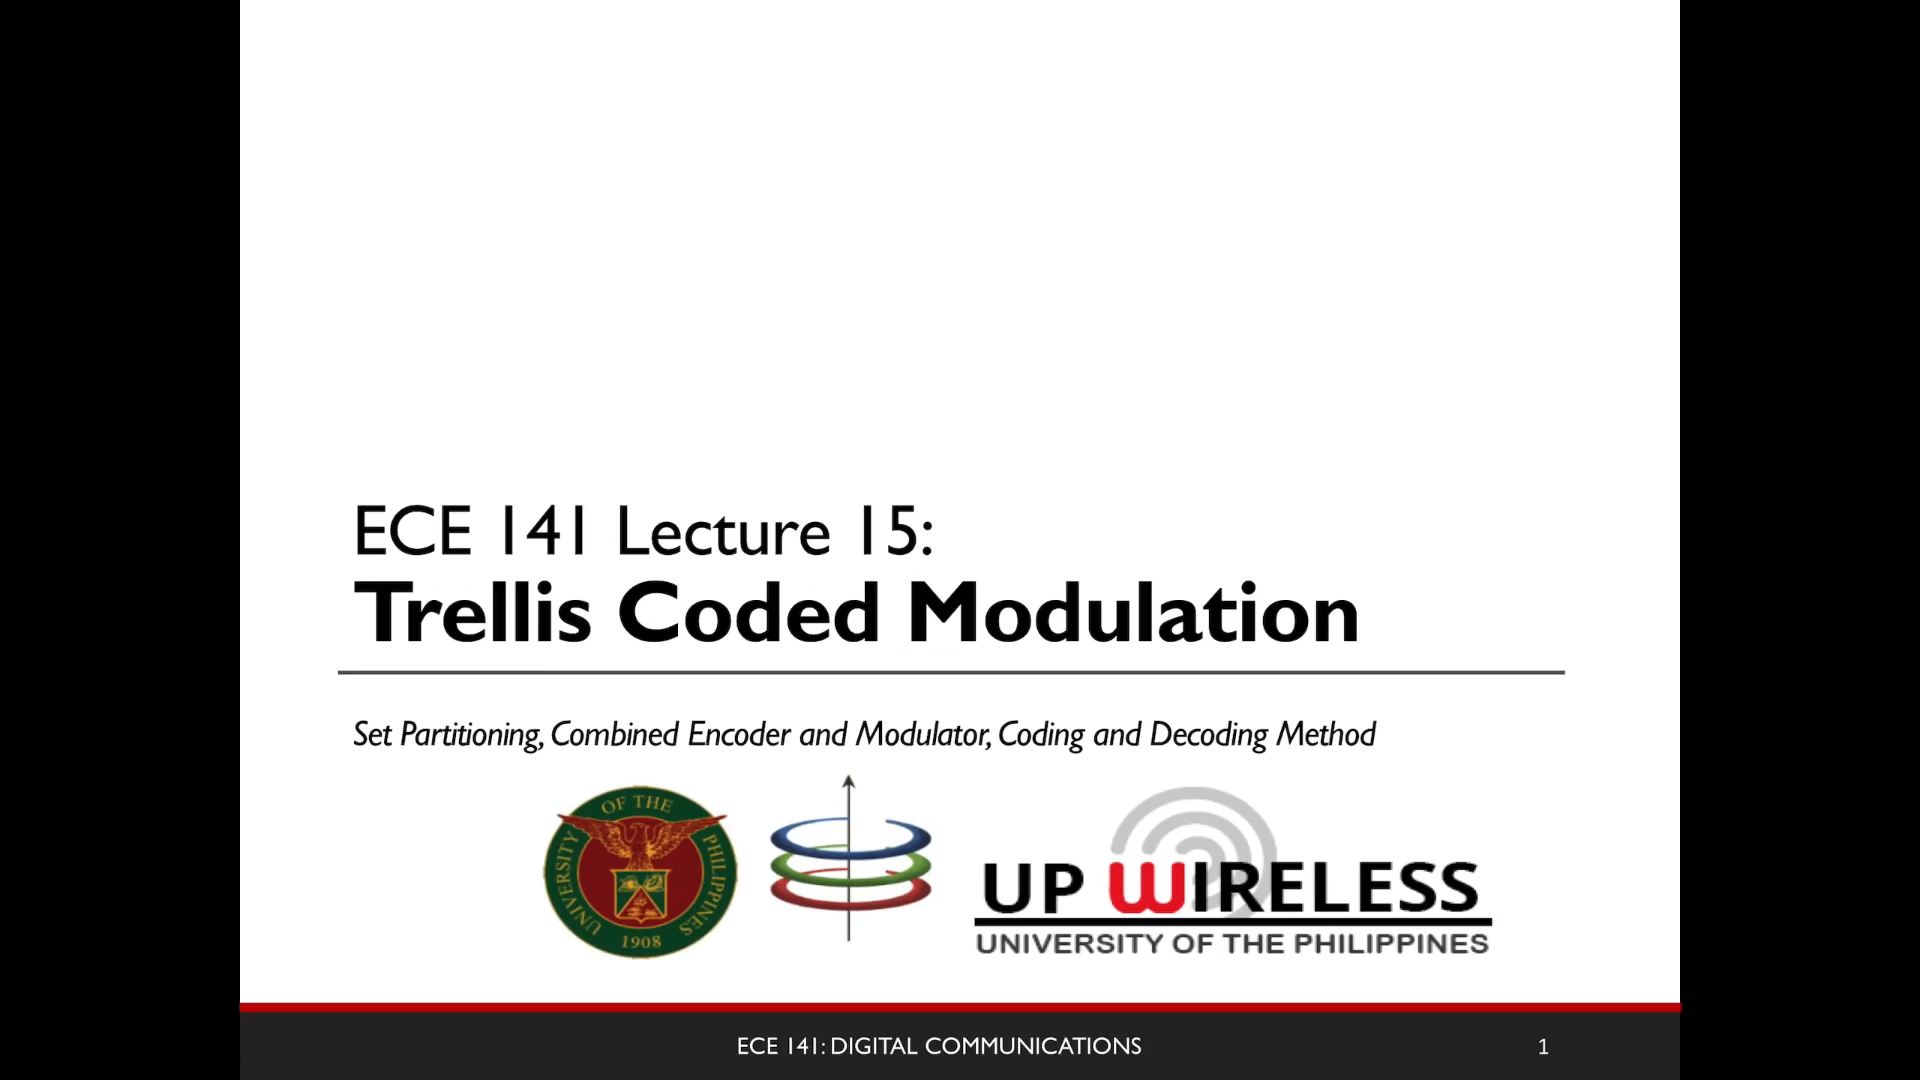 ECE 141 Lecture 15:
Trellis Coded Modulation
Set Partitioning, Combined Encoder and Modulator, Coding and Decoding Method
UNIVERSITY OF THE PHILIPPINES
1908
UP WIRELESS
UNIVERSITY OF THE PHILIPPINES
ECE 141: DIGITAL COMMUNICATIONS
1